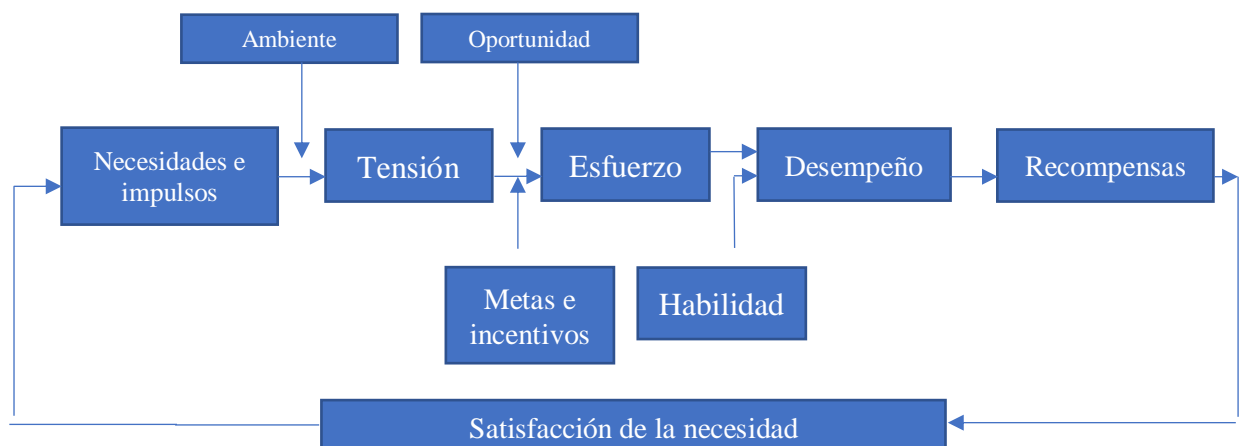 Ambiente
Oportunidad
Necesidades e
impulsos
Tensión
Esfuerzo
Desempeño
Recompensas
Metas e
incentivos
Habilidad
Satisfacción de la necesidad